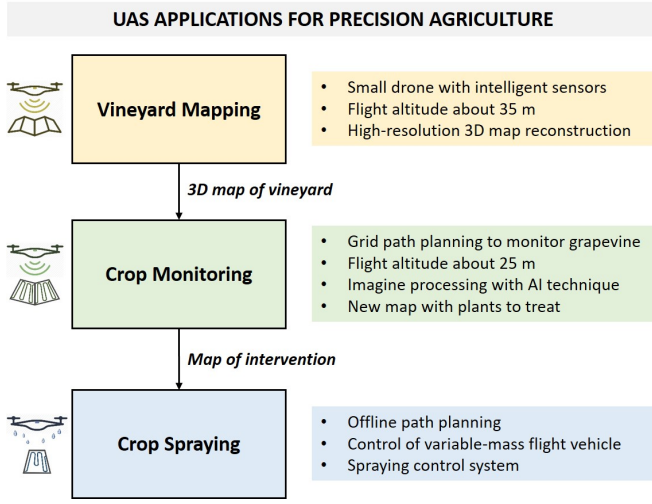 UAS APPLICATIONS FOR PRECISION AGRICULTURE
Vineyard Mapping
• Small drone with intelligent sensors
• Flight altitude about 35 m
• High-resolution 3D map reconstruction
3D map of vineyard
Crop Monitoring
• Grid path planning to monitor grapevine
• Flight altitude about 25 m
• Imagine processing with AI technique
• New map with plants to treat
Map of intervention
Crop Spraying
• Offline path planning
• Control of variable-mass flight vehicle
• Spraying control system